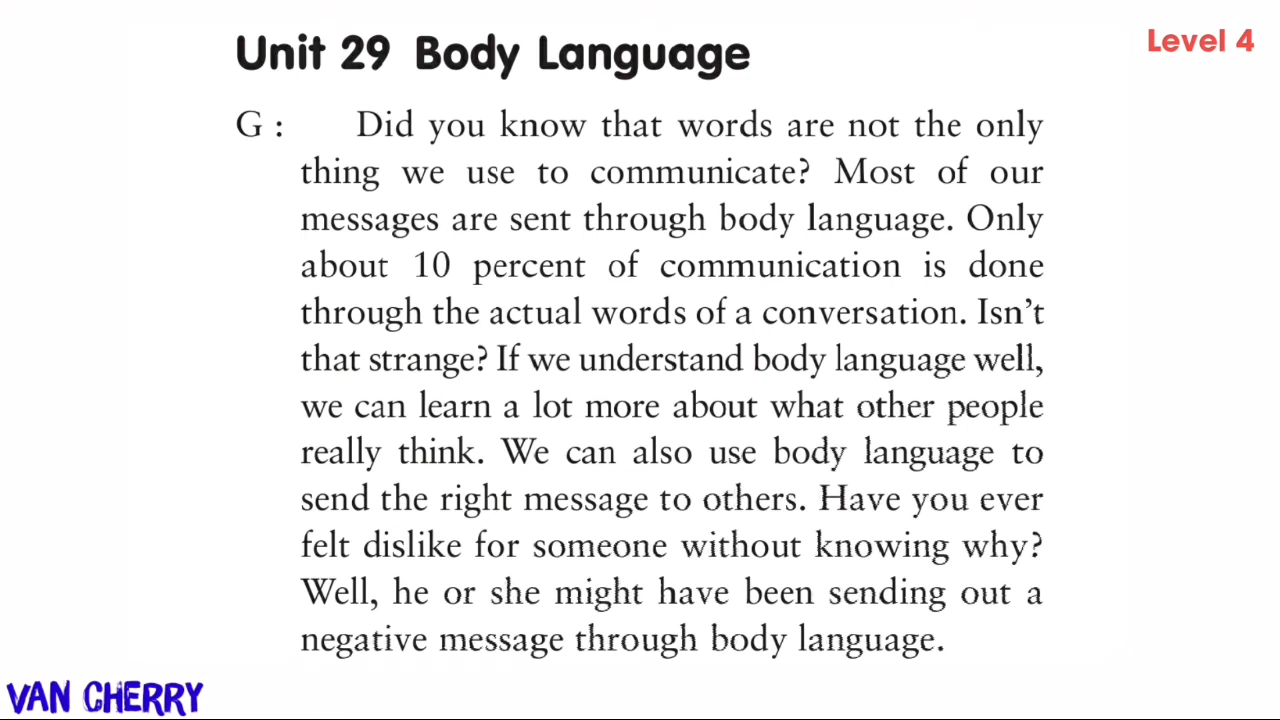 Unit 29 Body Language
Level 4
G : Did you know that words are not the only
thing we use to communicate? Most of our
messages are sent through body language. Only
about 10 percent of communication is done
through the actual words of a conversation. Isn't
that strange? If we understand body language well,
we can learn a lot more about what other people
really think. We can also use body language to
send the right message to others. Have you ever
felt dislike for someone without knowing why?
Well, he or she might have been sending out a
negative message through body language.
VAN CHERRY